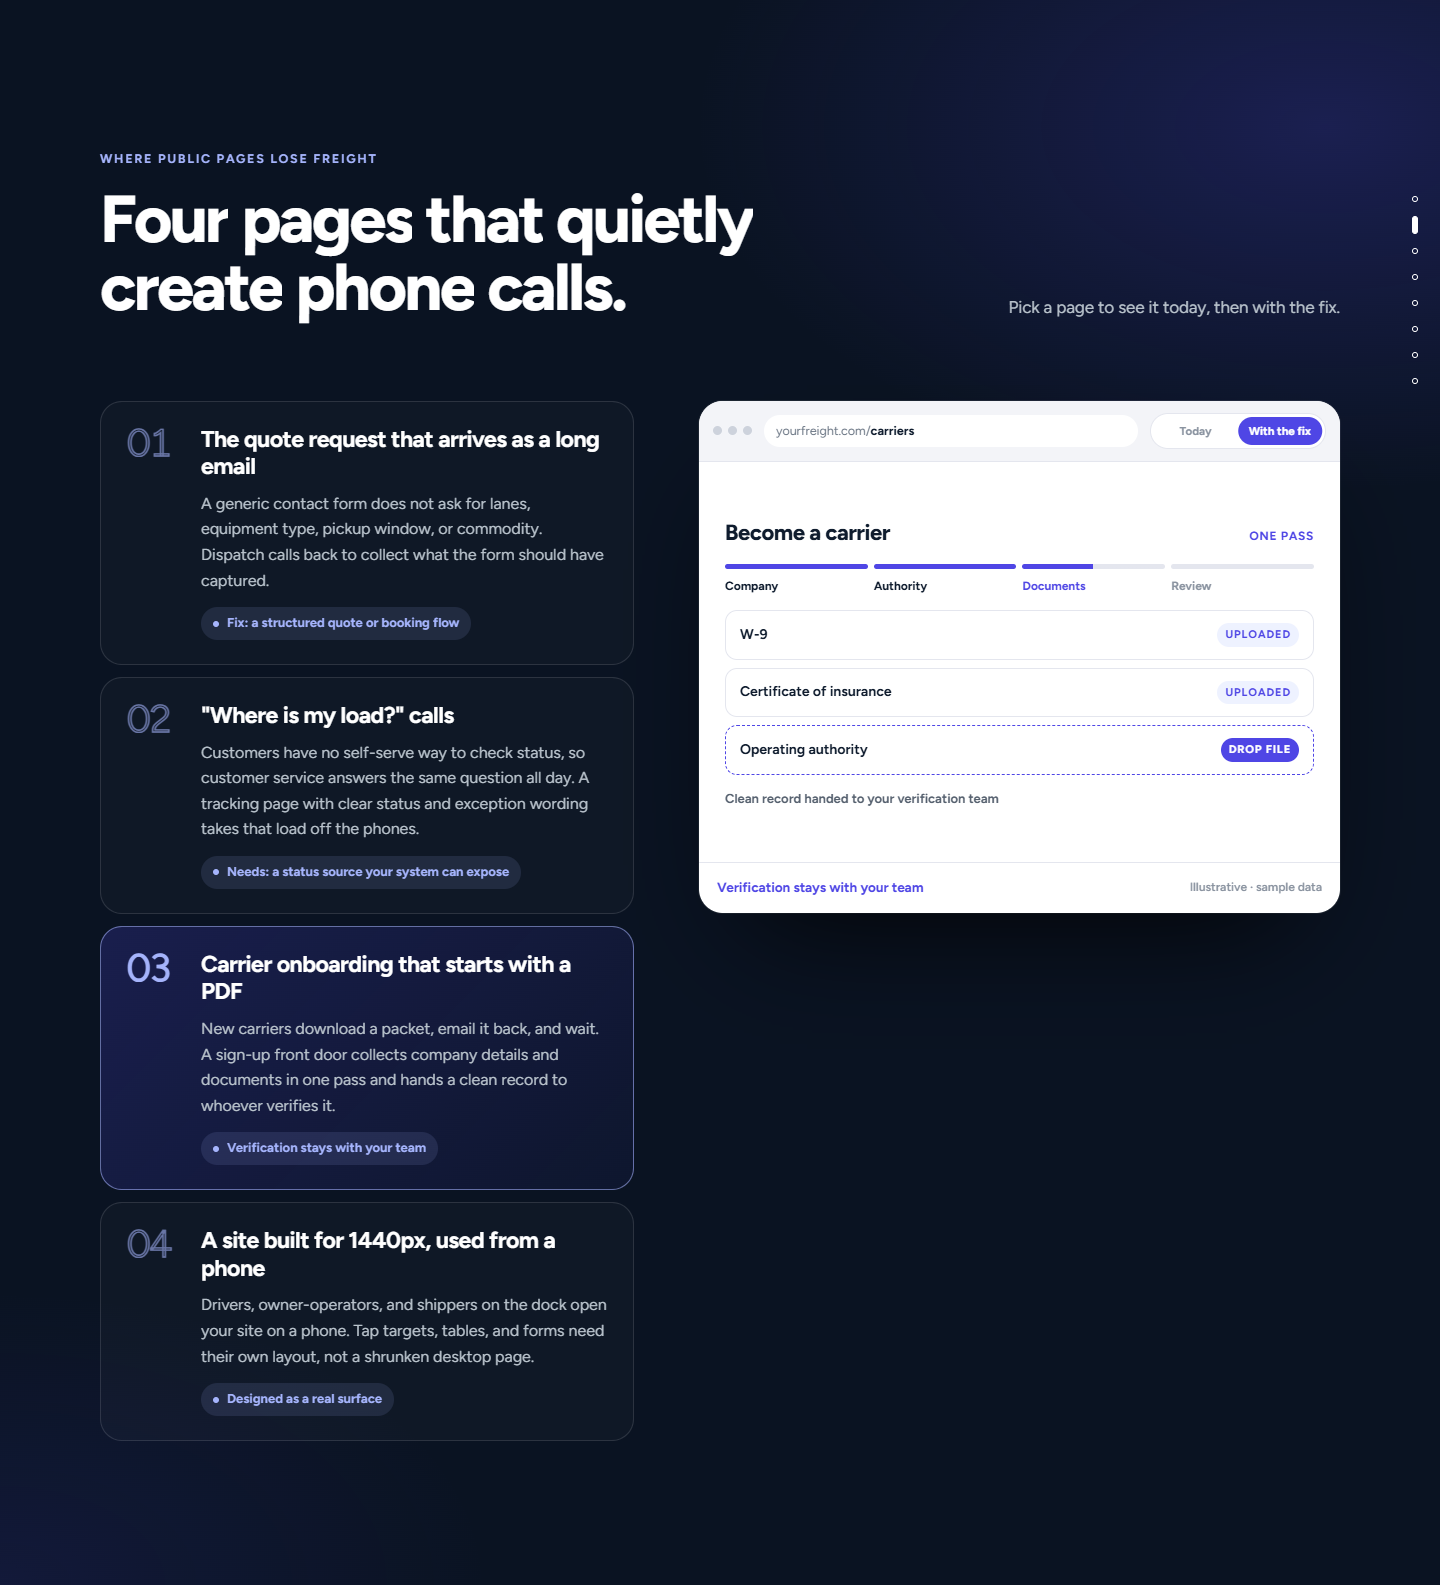 WHERE PUBLIC PAGES LOSE FREIGHT
Four pages that quietly
create phone calls.
Pick a page to see it today, then with the fix.
01
The quote request that arrives as a long
email
A generic contact form does not ask for lanes,
equipment type, pickup window, or commodity.
Dispatch calls back to collect what the form should have
captured.
Fix: a structured quote or booking flow
02
"Where is my load?" calls
Customers have no self-serve way to check status, so
customer service answers the same question all day. A
tracking page with clear status and exception wording
takes that load off the phones.
Needs: a status source your system can expose
03
Carrier onboarding that starts with a
PDF
New carriers download a packet, email it back, and wait.
A sign-up front door collects company details and
documents in one pass and hands a clean record to
whoever verifies it.
Verification stays with your team
04
A site built for 1440px, used from a
phone
Drivers, owner-operators, and shippers on the dock open
your site on a phone. Tap targets, tables, and forms need
their own layout, not a shrunken desktop page.
Designed as a real surface
yourfreight.com/carriers
Today
With the fix
Become a carrier
ONE PASS
Company
Authority
Documents
Review
W-9
UPLOADED
Certificate of insurance
UPLOADED
Operating authority
DROP FILE
Clean record handed to your verification team
Verification stays with your team
Illustrative · sample data